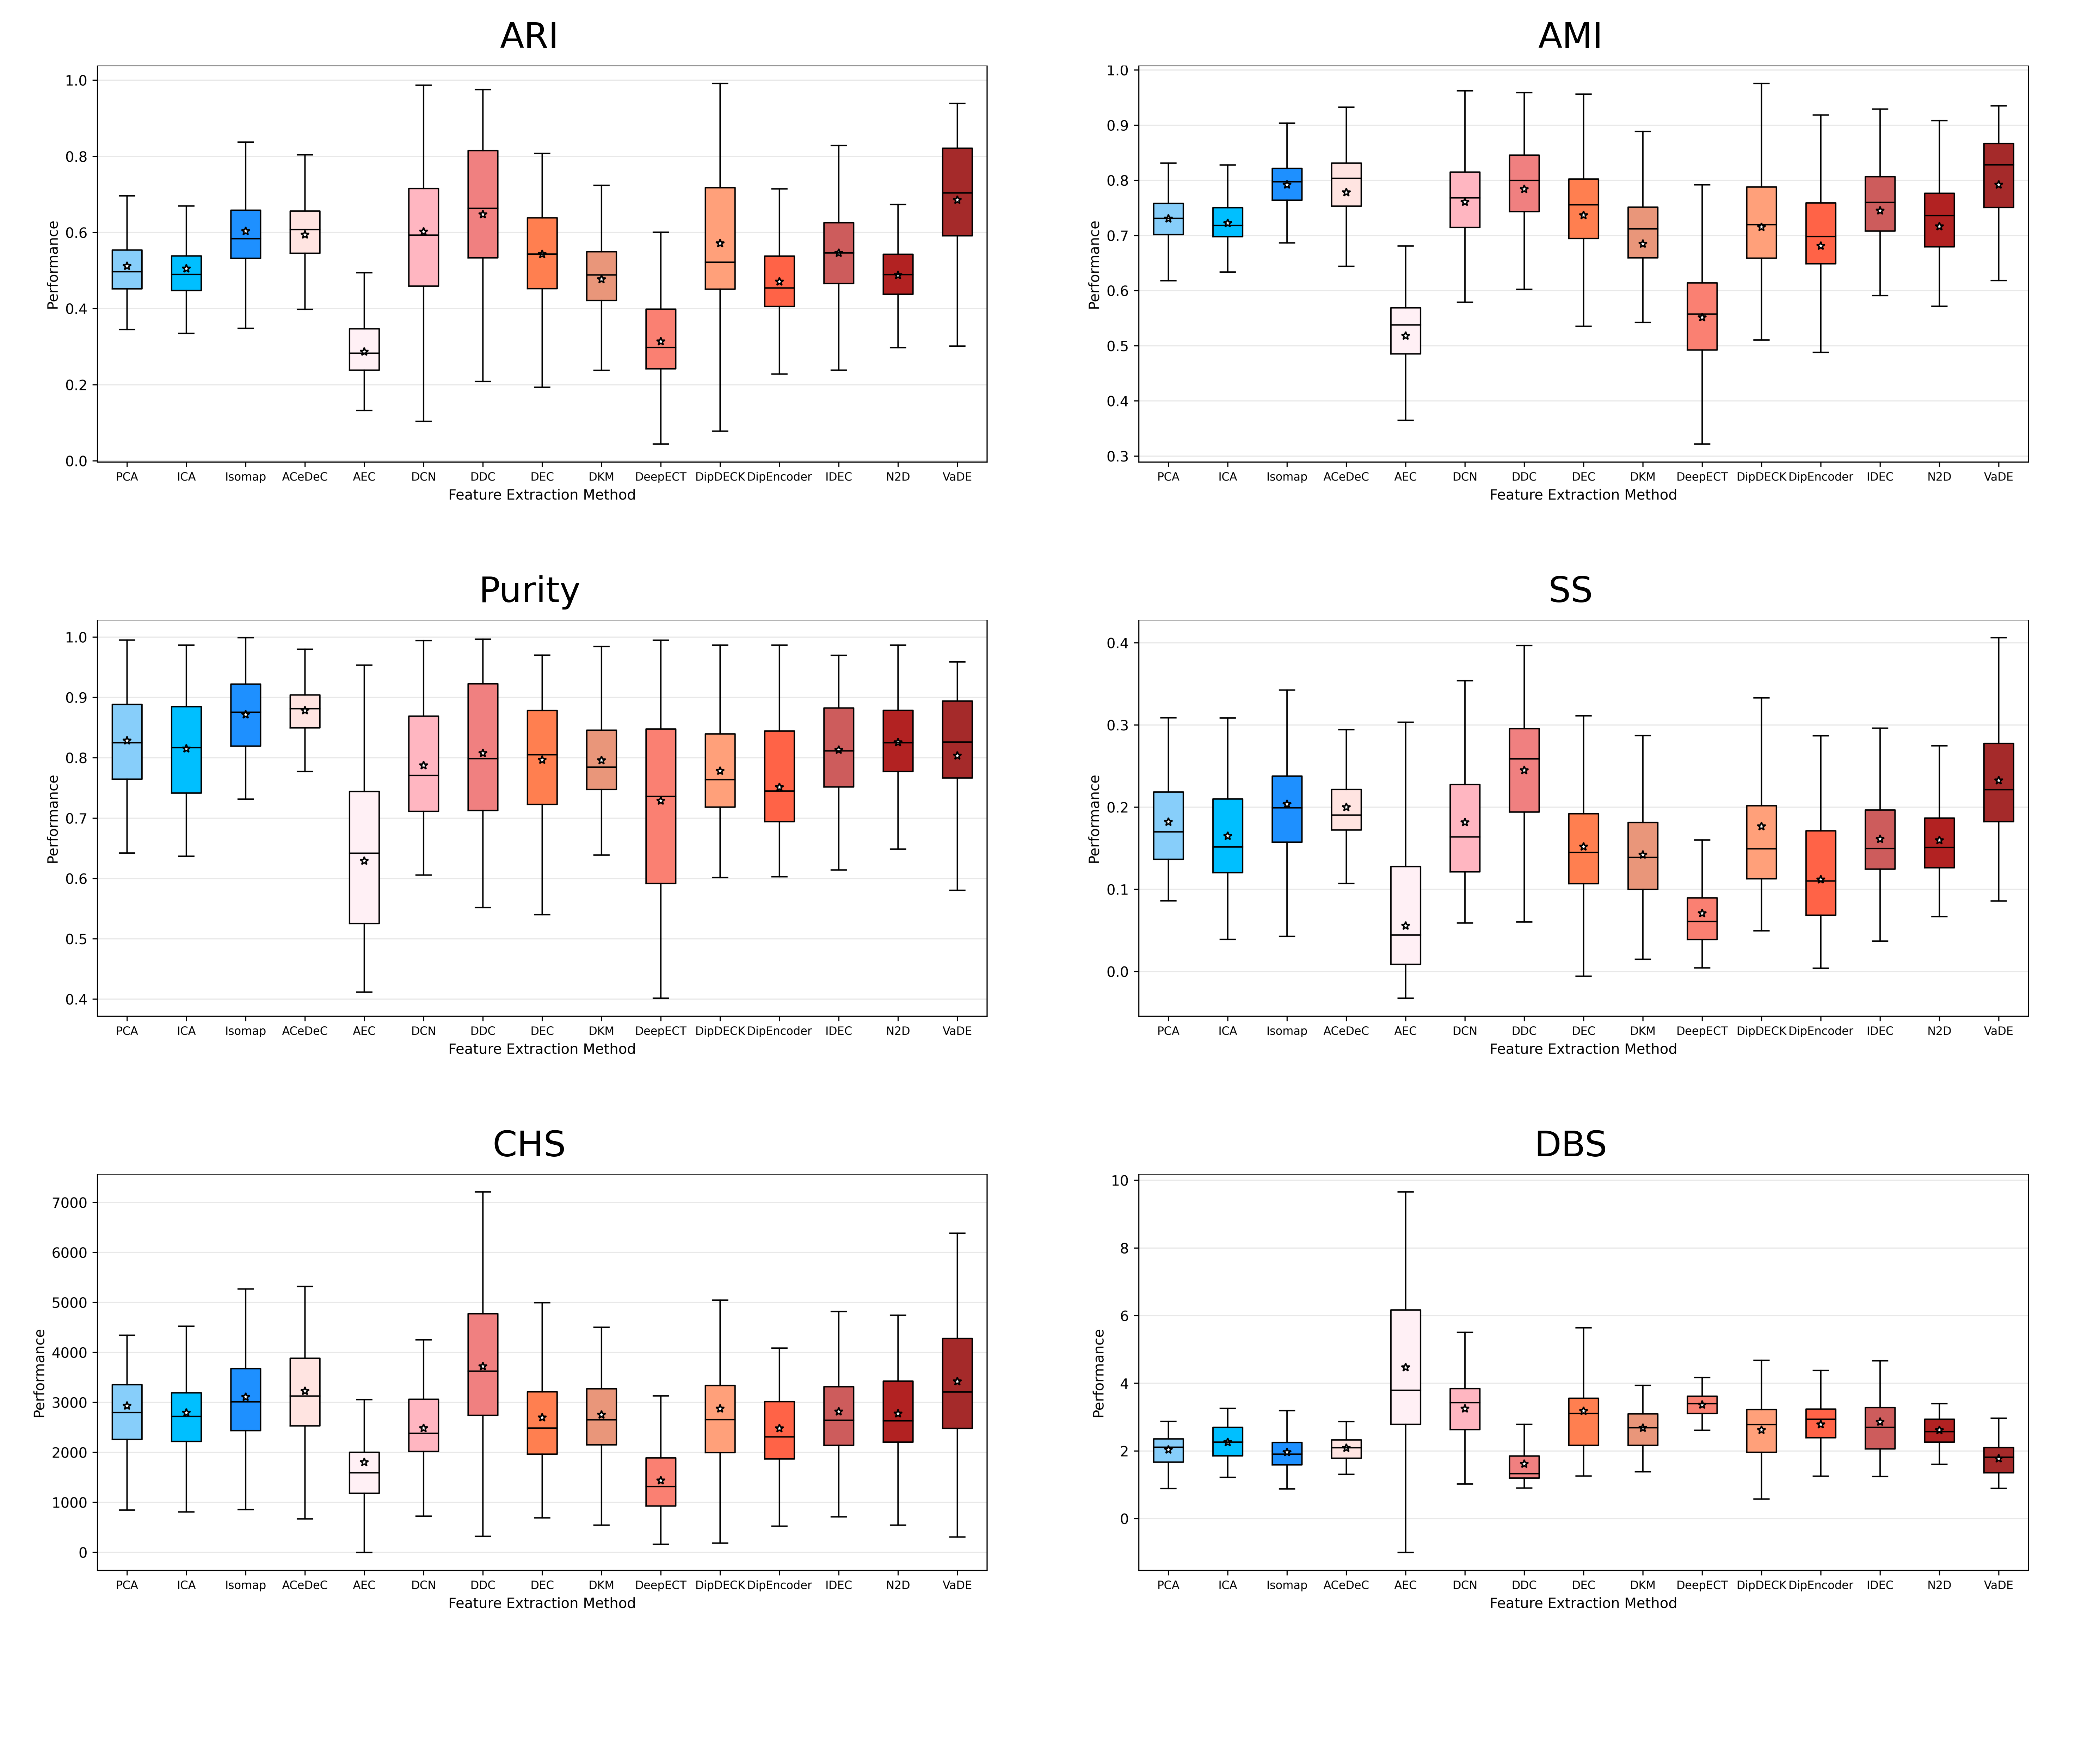 ARI
AMI
1.0
0.8
0.6
0.4
0.2
0.0
Performance
PCA ICA Isomap ACeDeC AEC DCN DDC DEC DKM DeepECT DipDECK DipEncoder IDEC N2D VaDE
Feature Extraction Method
1.0
0.9
0.8
0.7
0.6
0.5
0.4
0.3
Performance
PCA ICA Isomap ACeDeC AEC DCN DDC DEC DKM DeepECT DipDECK DipEncoder IDEC N2D VaDE
Feature Extraction Method
Purity
SS
1.0
0.9
0.8
0.7
0.6
0.5
0.4
Performance
PCA ICA Isomap ACeDeC AEC DCN DDC DEC DKM DeepECT DipDECK DipEncoder IDEC N2D VaDE
Feature Extraction Method
0.4
0.3
0.2
0.1
0.0
Performance
PCA ICA Isomap ACeDeC AEC DCN DDC DEC DKM DeepECT DipDECK DipEncoder IDEC N2D VaDE
Feature Extraction Method
CHS
DBS
7000
6000
5000
4000
3000
2000
1000
0
Performance
PCA ICA Isomap ACeDeC AEC DCN DDC DEC DKM DeepECT DipDECK DipEncoder IDEC N2D VaDE
Feature Extraction Method
10
8
6
4
2
0
Performance
PCA ICA Isomap ACeDeC AEC DCN DDC DEC DKM DeepECT DipDECK DipEncoder IDEC N2D VaDE
Feature Extraction Method